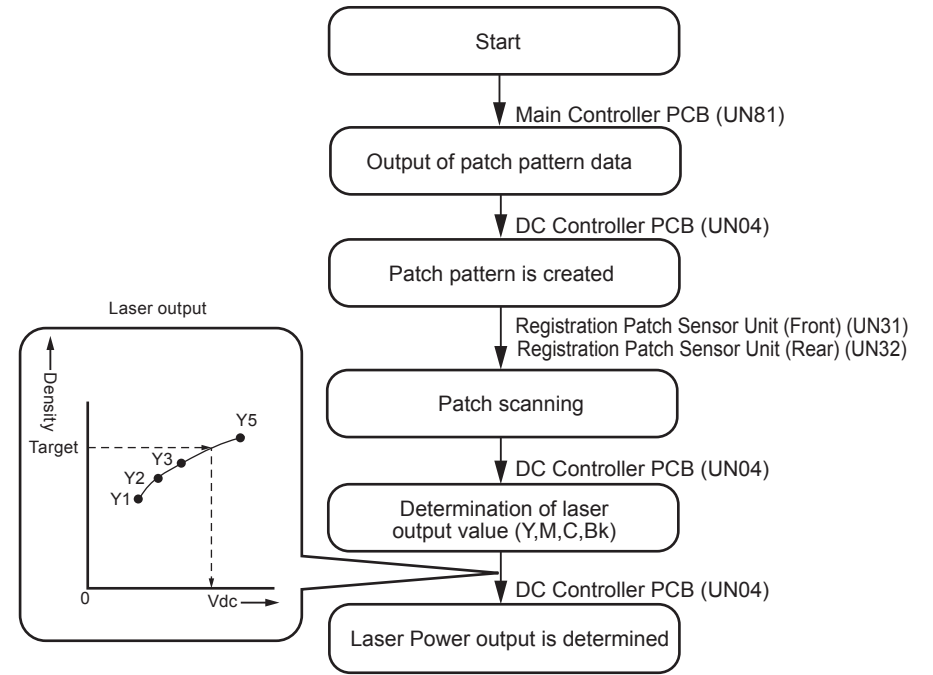 Start
Main Controller PCB (UN81)
Output of patch pattern data
DC Controller PCB (UN04)
Patch pattern is created
Registration Patch Sensor Unit (Front) (UN31)
Registration Patch Sensor Unit (Rear) (UN32)
Patch scanning
DC Controller PCB (UN04)
Determination of laser
output value (Y,M,C,Bk)
DC Controller PCB (UN04)
Laser Power output is determined
Laser output
Density
Target
Y5
Y3
Y2
Y1
0
Vdc